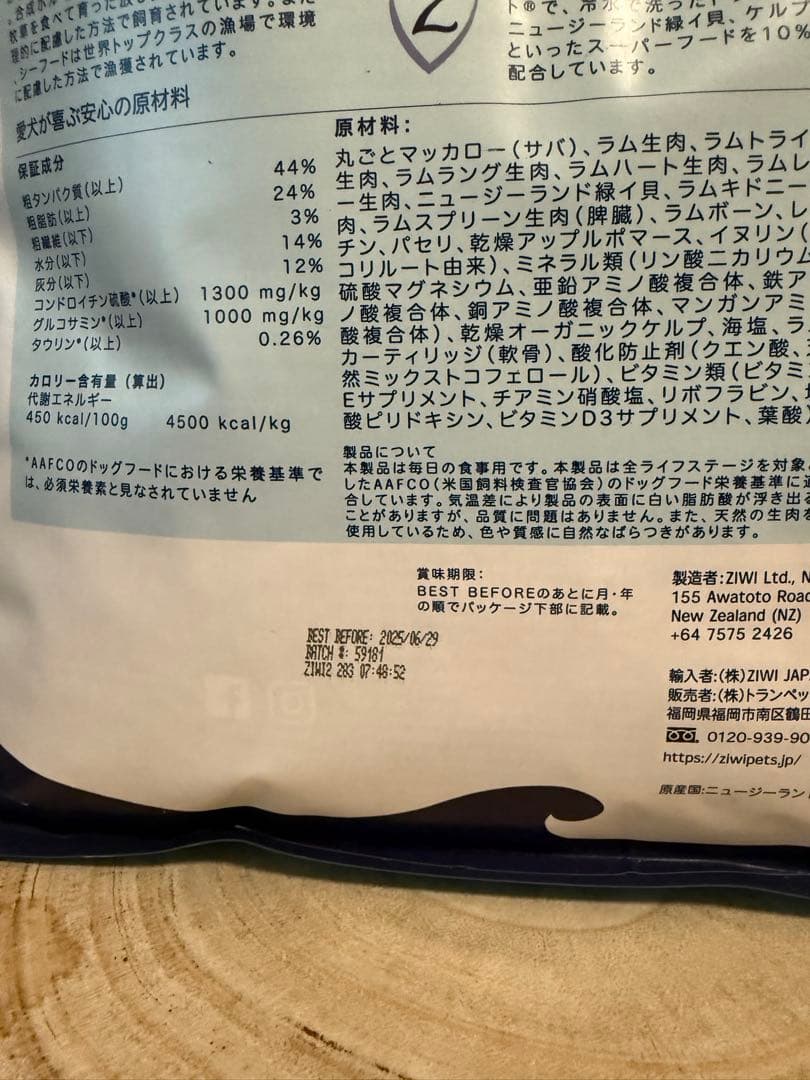 。合成ホル
牧草を食べて育った放し
理的に配慮した方法で飼育されています。また
、シーフードは世界トップクラスの漁場で環境
に配慮した方法で漁獲されています。
愛犬が喜ぶ安心の原材料
保証成分
粗タンパク質(以上) 44%
粗脂肪(以上) 24%
粗繊維(以下) 3%
水分(以下) 14%
灰分(以下) 12%
コンドロイチン硫酸*(以上) 1300 mg/kg
グルコサミン*(以上) 1000 mg/kg
タウリン*(以上) 0.26%
カロリー含有量(算出)
代謝エネルギー
450 kcal/100g 4500 kcal/kg
*AAFCOのドッグフードにおける栄養基準で
は、必須栄養素と見なされていません
Z
ト®で、冷水で洗った
ニュージーランド緑イ貝、ケルプ
といったスーパーフードを10%
配合しています。
原材料:
丸ごとマッカロー(サバ)、ラム生肉、ラムトライ
生肉、ラムラング生肉、ラムハート生肉、ラムレ
ー生肉、ニュージーランド緑イ貝、ラムキドニー
肉、ラムスプリーン生肉(脾臓)、ラムボーン、レ
チン、パセリ、乾燥アップルポマース、イヌリン(
コリルート由来)、ミネラル類(リン酸二カリウム
硫酸マグネシウム、亜鉛アミノ酸複合体、鉄ア
ノ酸複合体、銅アミノ酸複合体、マンガンアミ
酸複合体)、乾燥オーガニックケルプ、海塩、ラ
カーティリッジ(軟骨)、酸化防止剤(クエン酸、
然ミックストコフェロール)、ビタミン類(ビタミ
Eサプリメント、チアミン硝酸塩、リボフラビン、
酸ピリドキシン、ビタミンD3サプリメント、葉酸)
製品について
本製品は毎日の食事用です。本製品は全ライフステージを対象
したAAFCO(米国飼料検査官協会)のドッグフード栄養基準に適
合しています。気温差により製品の表面に白い脂肪酸が浮き出る
ことがありますが、品質に問題はありません。また、天然の生肉を
使用しているため、色や質感に自然なばらつきがあります。
賞味期限:
BEST BEFOREのあとに月・年
の順でパッケージ下部に記載。
BEST BEFORE: 2025/06/29
BATCH #: 59181
ZIWI2 283 07:48:52
製造者:ZIWI Ltd., N
155 Awatoto Road
New Zealand (NZ)
+64 7575 2426
輸入者:(株)ZIWI JAP
販売者:(株)トランペッ
福岡県福岡市南区鶴田
0120-939-90
https://ziwipets.jp/
原産国:ニュージーラン